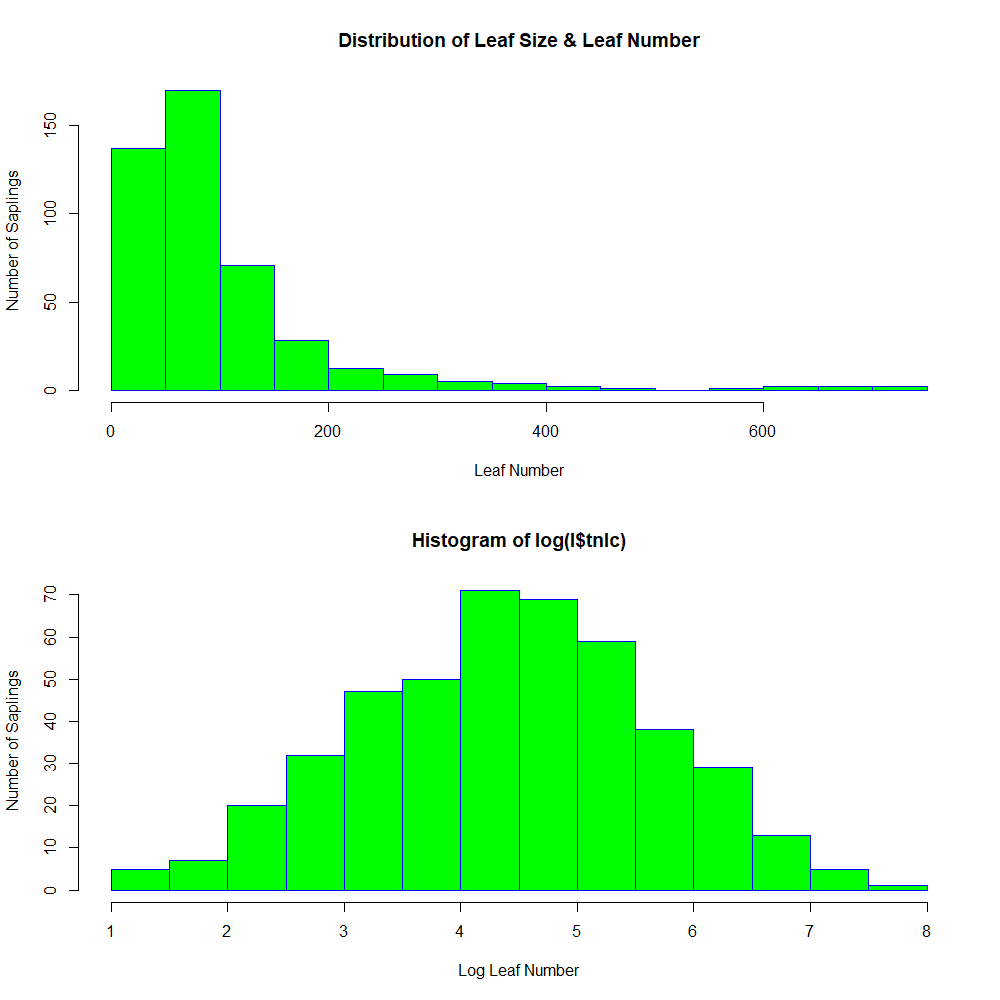 Distribution of Leaf Size & Leaf Number
Number of Saplings
150
100
50
0
0 200 400 600
Leaf Number
Histogram of log(l$tnlc)
Number of Saplings
70
60
50
40
30
20
10
0
1 2 3 4 5 6 7 8
Log Leaf Number